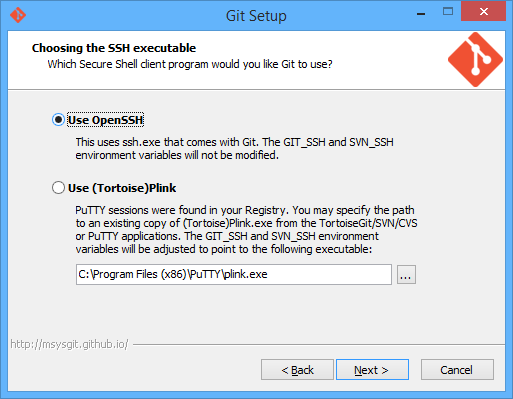 Git Setup
Choosing the SSH executable
Which Secure Shell client program would you like Git to use?
Use OpenSSH
This uses ssh.exe that comes with Git. The GIT_SSH and SVN_SSH
environment variables will not be modified.
Use (Tortoise)Plink
PuTTY sessions were found in your Registry. You may specify the path
to an existing copy of (Tortoise)Plink.exe from the TortoiseGit/SVN/CVS
or PuTTY applications. The GIT_SSH and SVN_SSH environment
variables will be adjusted to point to the following executable:
C:\Program Files (x86)\PuTTY\plink.exe
...
http://msysgit.github.io/
< Back
Next >
Cancel